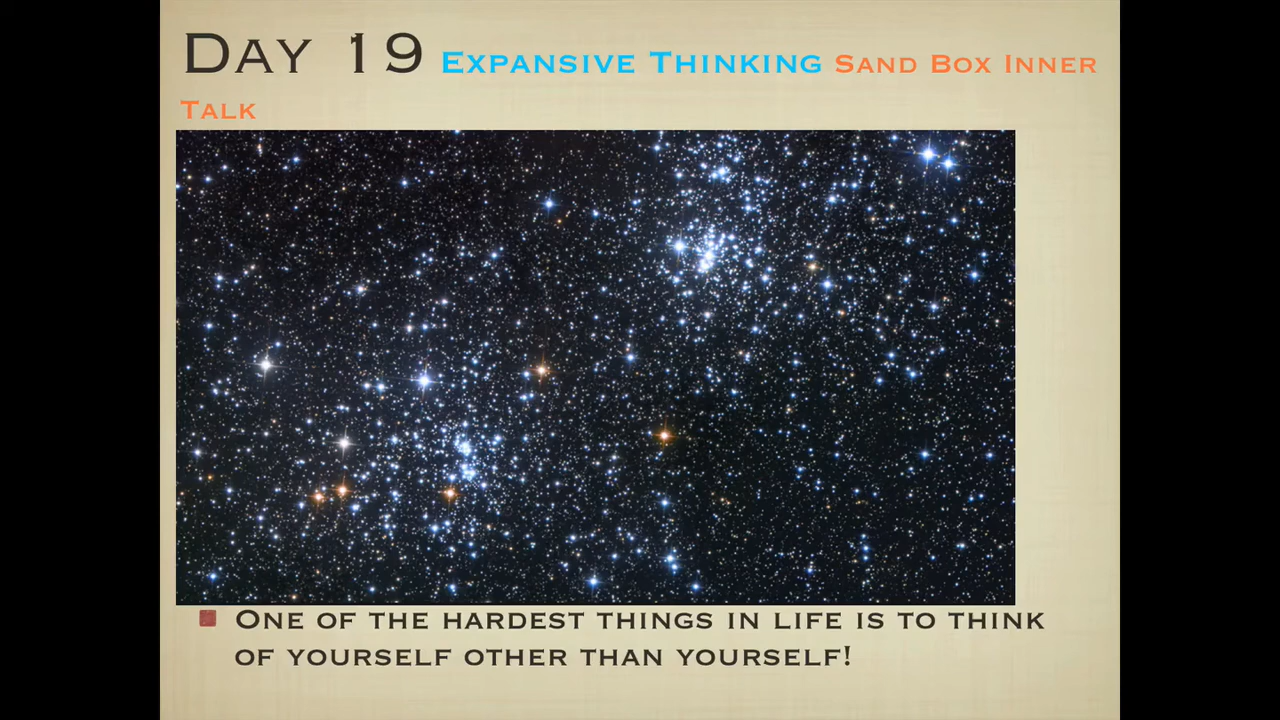 Day 19 Expansive Thinking Sand Box Inner
Talk
One of the hardest things in life is to think
of yourself other than yourself!